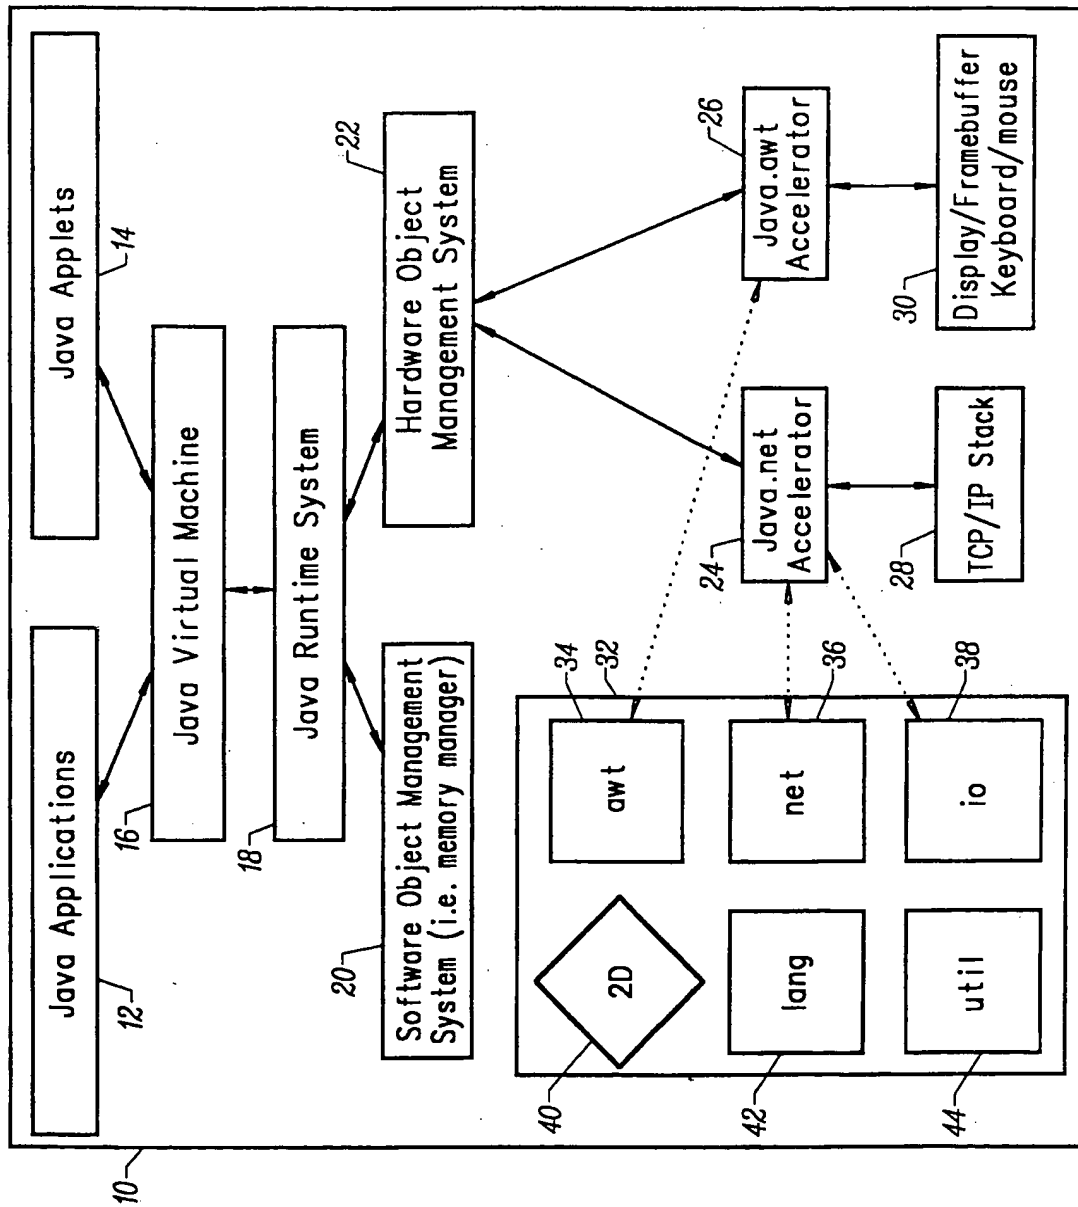 10
Java Applications
12
Java Applets
14
16
Java Virtual Machine
18
Java Runtime System
20
Software Object Management
System (i.e. memory manager)
22
Hardware Object
Management System
40
2D
34
awt
32
42
lang
net
36
44
util
io
38
24
Java.net
Accelerator
26
Java.awt
Accelerator
28
TCP/IP Stack
30
Display/Framebuffer
Keyboard/mouse